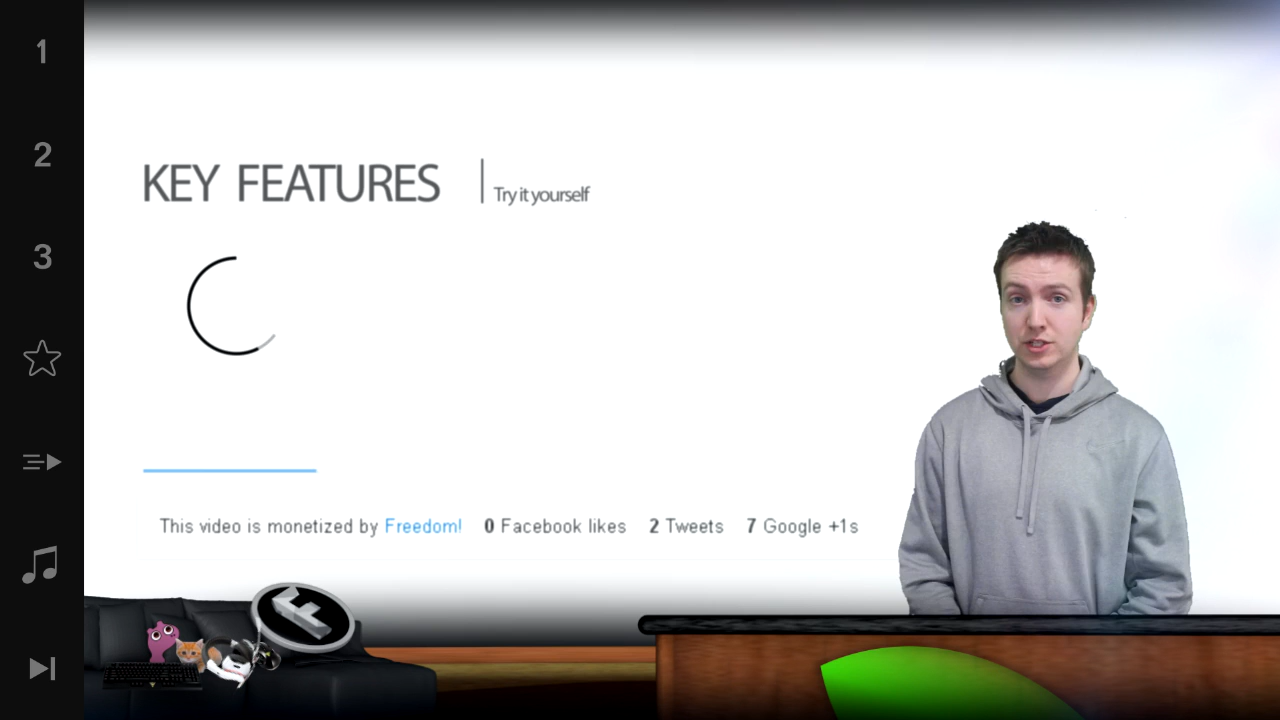 1
2
3
KEY FEATURES | Try it yourself
This video is monetized by Freedom! 0 Facebook likes 2 Tweets 7 Google +1s
F